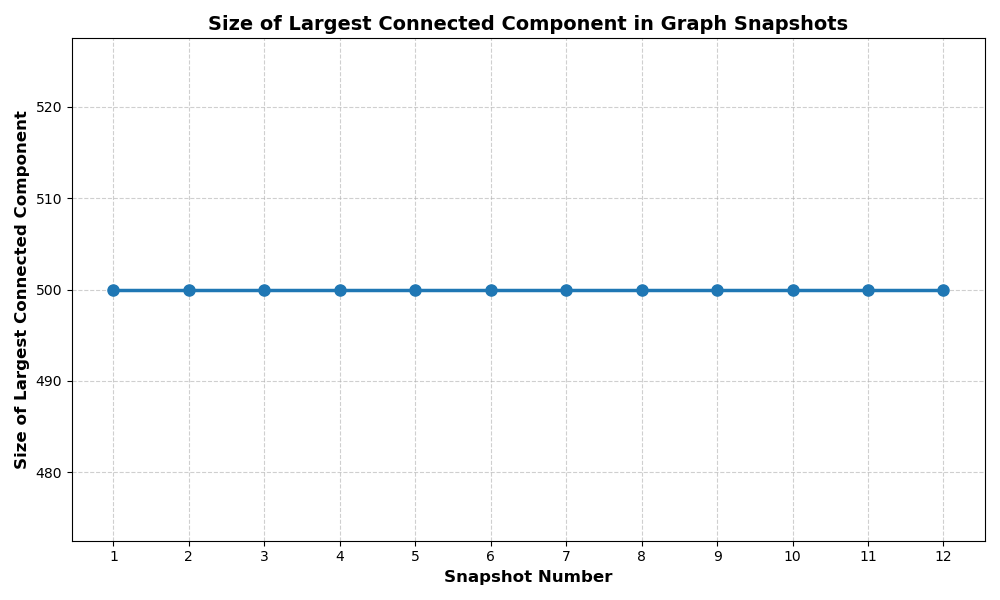 Size of Largest Connected Component in Graph Snapshots
Size of Largest Connected Component
520
510
500
490
480
1 2 3 4 5 6 7 8 9 10 11 12
Snapshot Number